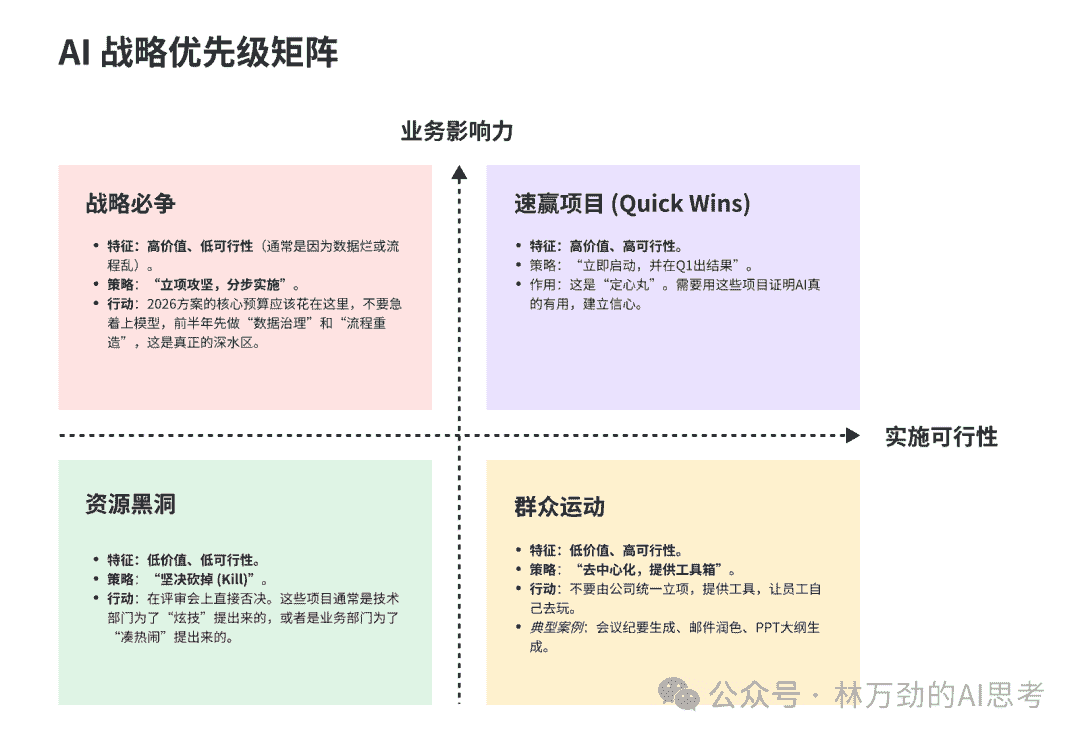 AI 战略优先级矩阵
业务影响力
战略必争
• 特征：高价值、低可行性（通常是因为数据烂或流
程乱）。
• 策略：“立项攻坚，分步实施”。
• 行动：2026方案的核心预算应该花在这里，不要急
着上模型，前半年先做“数据治理”和“流程重
造”，这是真正的深水区。
速赢项目 (Quick Wins)
• 特征：高价值、高可行性。
• 策略：“立即启动，并在Q1出结果”。
• 作用：这是“定心丸”。需要用这些项目证明AI真
的有用，建立信心。
实施可行性
资源黑洞
• 特征：低价值、低可行性。
• 策略：“坚决砍掉 (Kill)”。
• 行动：在评审会上直接否决。这些项目通常是技术
部门为了“炫技”提出来的，或者是业务部门为了
“凑热闹”提出来的。
群众运动
• 特征：低价值、高可行性。
• 策略：“去中心化，提供工具箱”。
• 行动：不要由公司统一立项，提供工具，让员工自
己去玩。
• 典型案例：会议纪要生成、邮件润色、PPT大纲生
成。
公众号 · 林万劲的AI思考